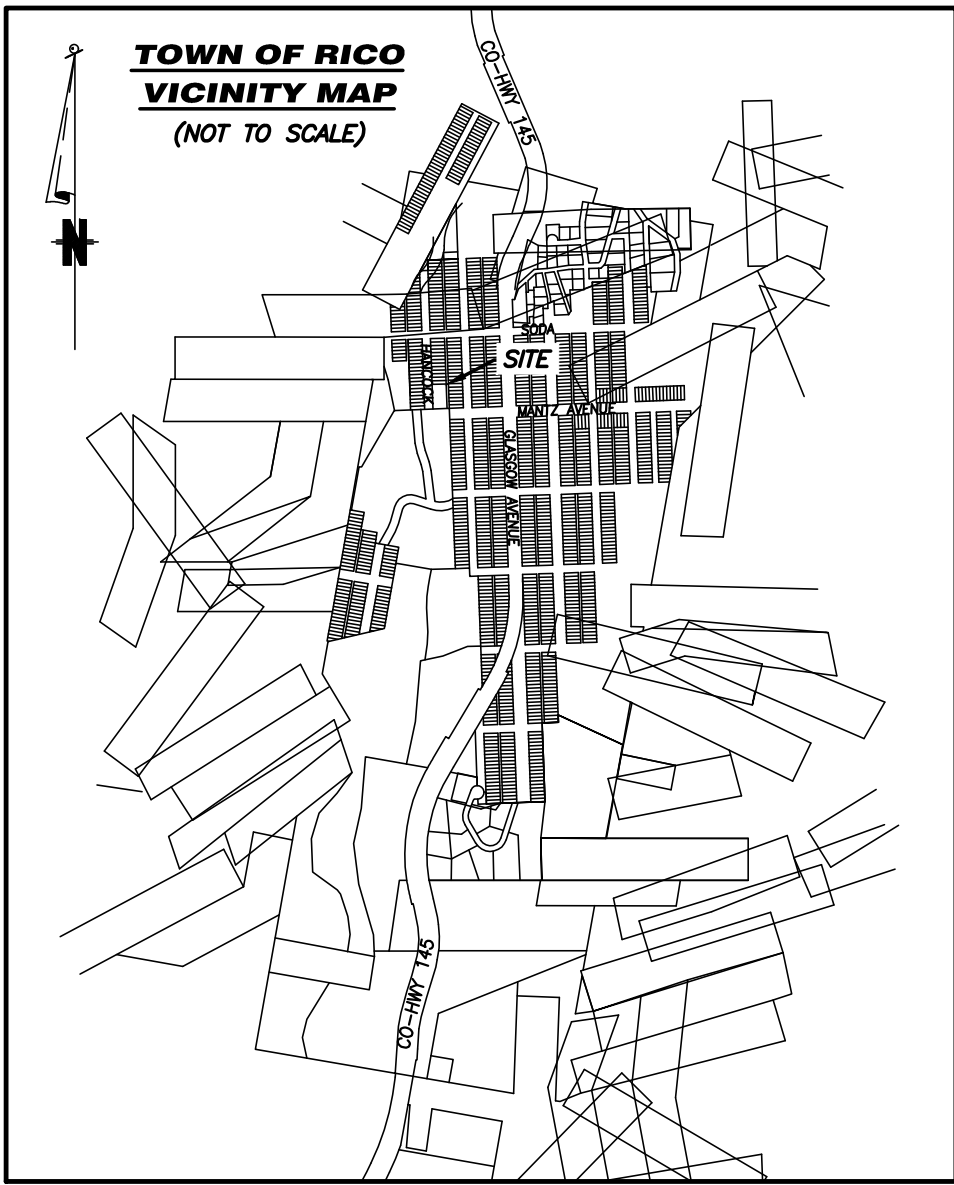 TOWN OF RICO
VICINITY MAP
(NOT TO SCALE)
N
CO-HWY 145
SODA
SITE
HANCOCK
MANTZ AVENUE
GLASGOW AVENUE
CO-HWY 145